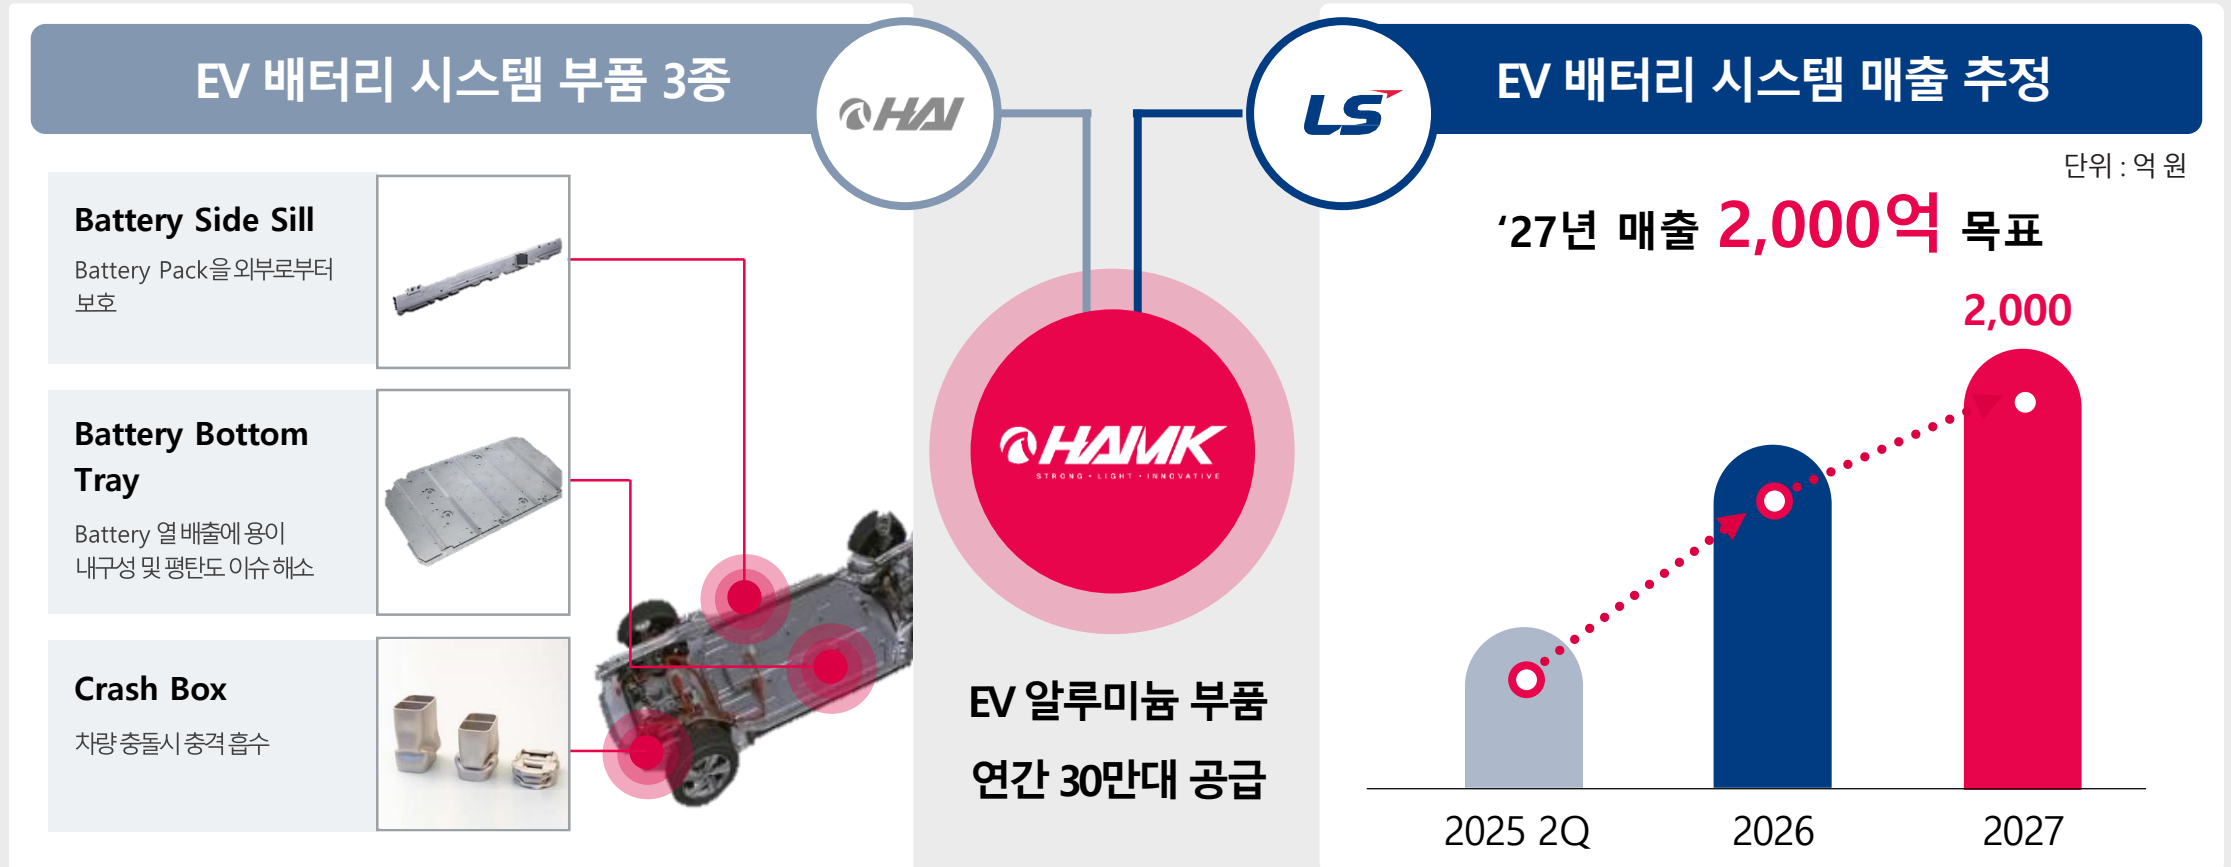 EV 배터리 시스템 부품 3종
HAI
LS
EV 배터리 시스템 매출 추정
단위 : 억 원
Battery Side Sill
Battery Pack을 외부로부터
보호
Battery Bottom
Tray
Battery 열 배출에 용이
내구성 및 평탄도 이슈 해소
Crash Box
차량 충돌시 충격 흡수
HAMK
STRONG · LIGHT · INNOVATIVE
EV 알루미늄 부품
연간 30만대 공급
‘27년 매출 2,000억 목표
2,000
2025 2Q
2026
2027